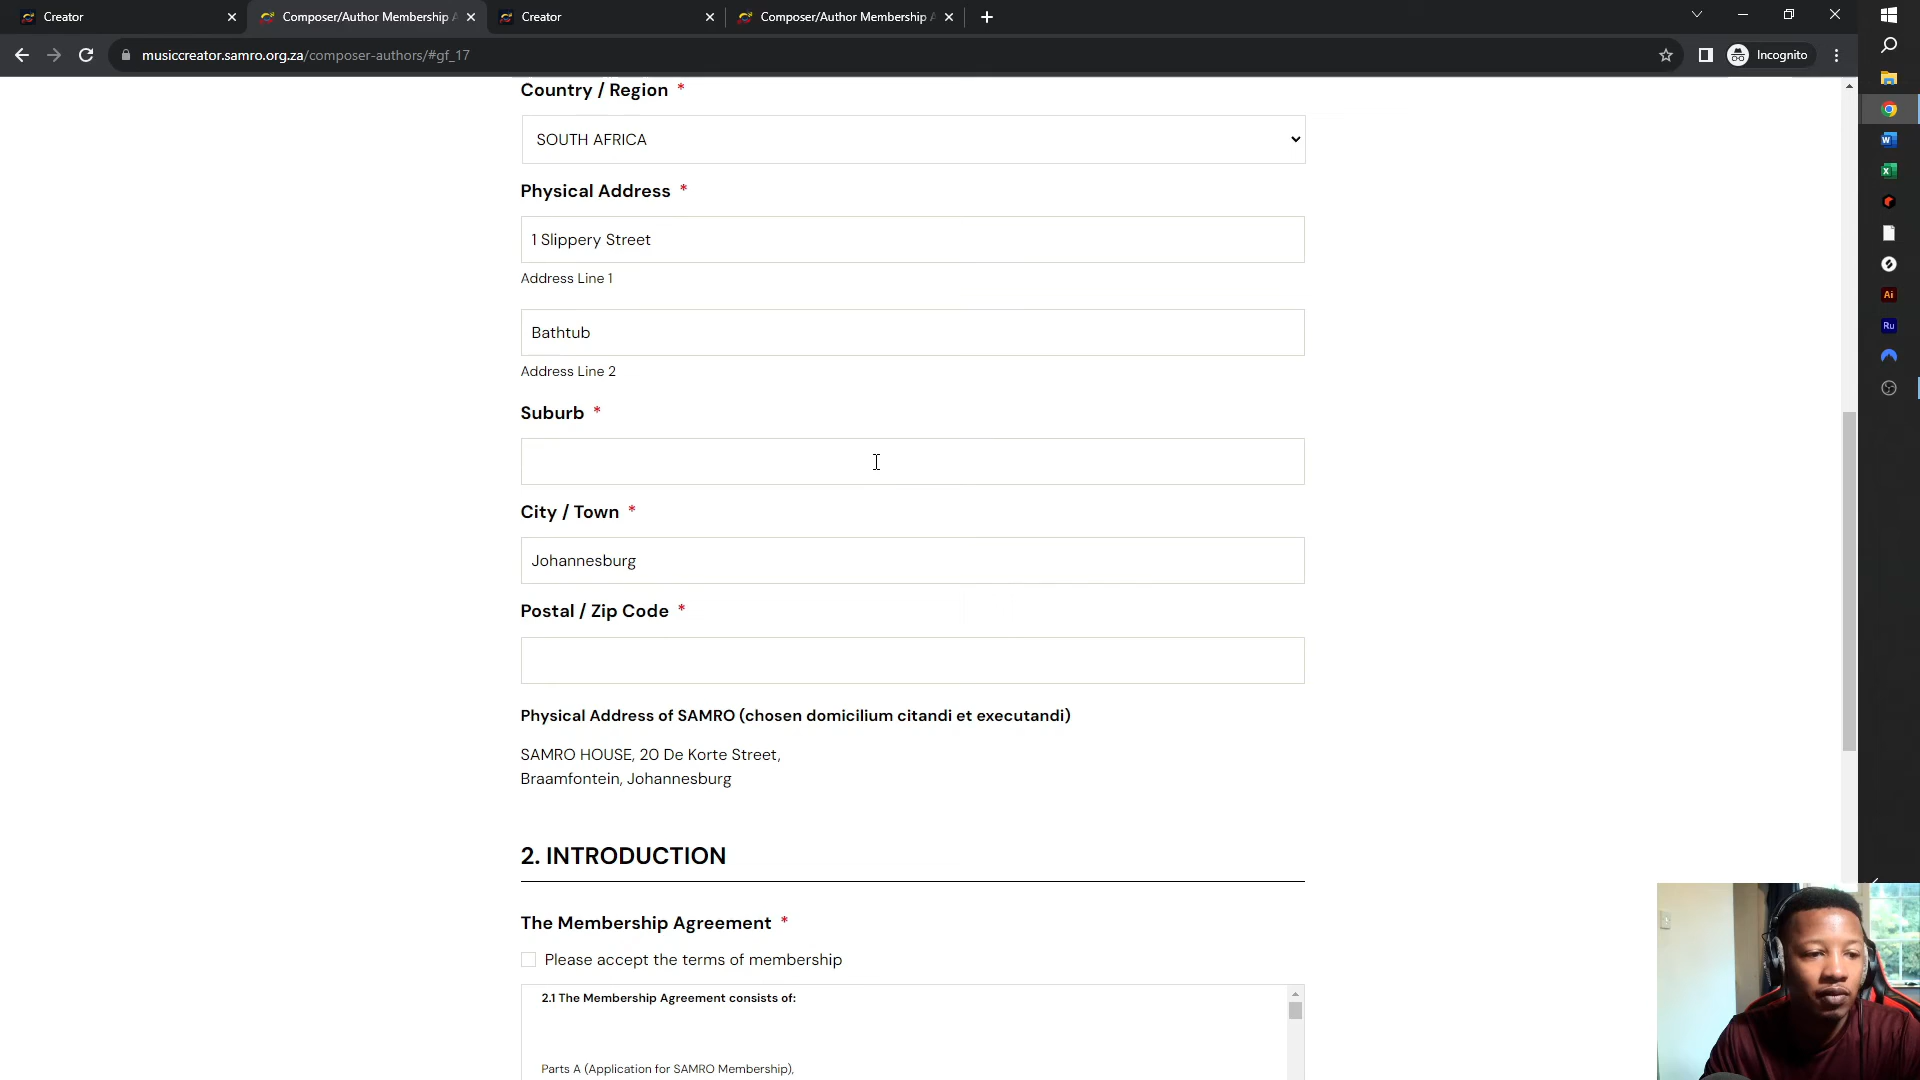 Creator
Composer/Author Membership A
Creator
Composer/Author Membership A
musiccreator.samro.org.za/composer-authors/#gf_17
Incognito
Country / Region *
SOUTH AFRICA
Physical Address *
1 Slippery Street
Address Line 1
Bathtub
Address Line 2
Suburb *
City / Town *
Johannesburg
Postal / Zip Code *
Physical Address of SAMRO (chosen domicilium citandi et executandi)
SAMRO HOUSE, 20 De Korte Street,
Braamfontein, Johannesburg
2. INTRODUCTION
The Membership Agreement *
Please accept the terms of membership
2.1 The Membership Agreement consists of:
Parts A (Application for SAMRO Membership),
W
X
Ai
Ru